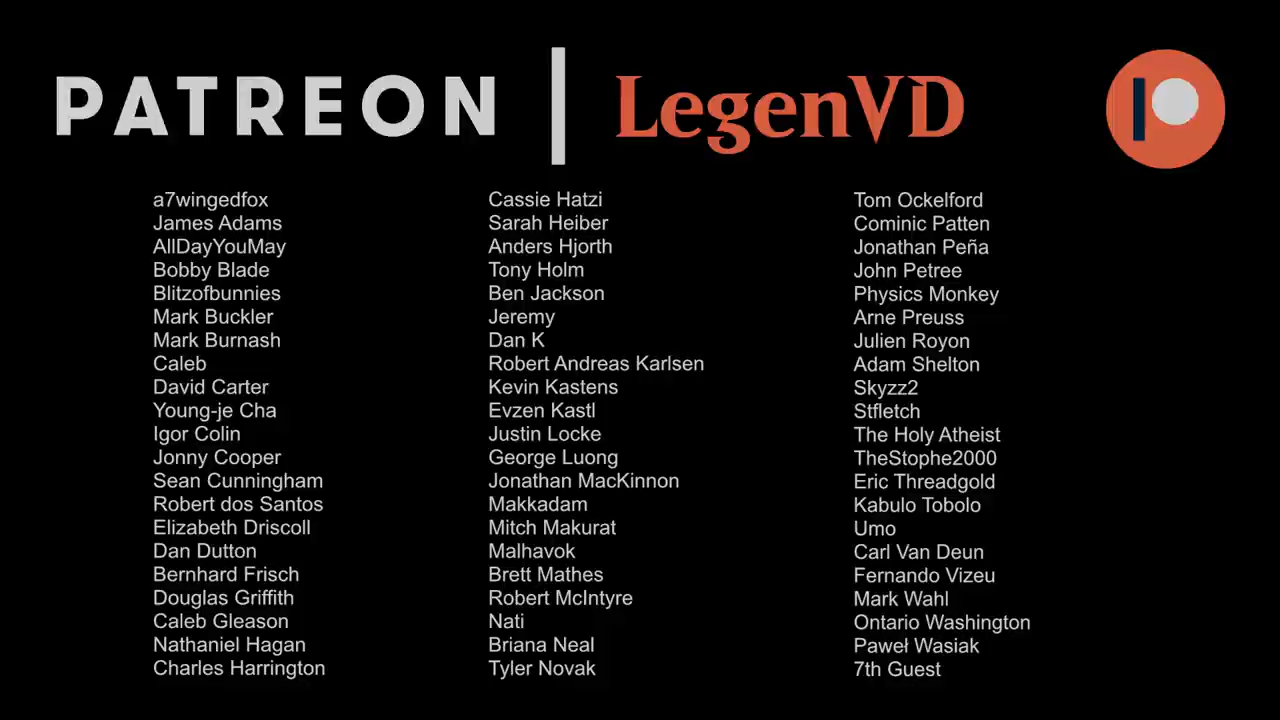 PATREON | LegenVD
a7wingedfox
James Adams
AllDayYouMay
Bobby Blade
Blitzofbunnies
Mark Buckler
Mark Burnash
Caleb
David Carter
Young-je Cha
Igor Colin
Jonny Cooper
Sean Cunningham
Robert dos Santos
Elizabeth Driscoll
Dan Dutton
Bernhard Frisch
Douglas Griffith
Caleb Gleason
Nathaniel Hagan
Charles Harrington
Cassie Hatzi
Sarah Heiber
Anders Hjorth
Tony Holm
Ben Jackson
Jeremy
Dan K
Robert Andreas Karlsen
Kevin Kastens
Evzen Kastl
Justin Locke
George Luong
Jonathan MacKinnon
Makkadam
Mitch Makurat
Malhavok
Brett Mathes
Robert McIntyre
Nati
Briana Neal
Tyler Novak
Tom Ockelford
Cominic Patten
Jonathan Peña
John Petree
Physics Monkey
Arne Preuss
Julien Royon
Adam Shelton
Skyzz2
Stfletch
The Holy Atheist
TheStophe2000
Eric Threadgold
Kabulo Tobolo
Umo
Carl Van Deun
Fernando Vizeu
Mark Wahl
Ontario Washington
Paweł Wasiak
7th Guest